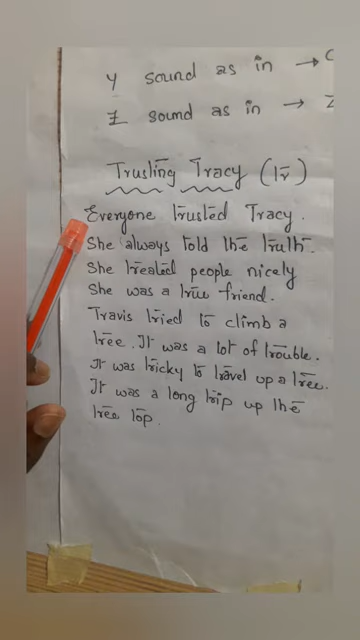 Y sound as in →
Z sound as in →
Trusting Tracy (tr)
Everyone trusted Tracy.
She always told the truth.
She treated people nicely
She was a true friend.
Travis tried to climb a
tree. It was a lot of trouble.
It was tricky to travel up a tree.
It was a long trip up the
tree top.